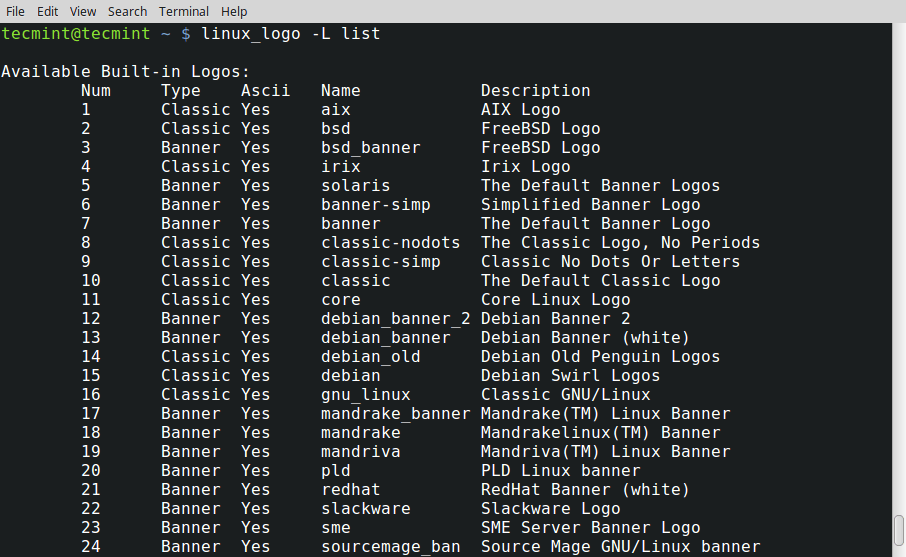 File Edit View Search Terminal Help
tecmint@tecmint ~ $ linux_logo -L list
Available Built-in Logos:
Num Type Ascii Name Description
1 Classic Yes aix AIX Logo
2 Classic Yes bsd FreeBSD Logo
3 Banner Yes bsd_banner FreeBSD Logo
4 Classic Yes irix Irix Logo
5 Banner Yes solaris The Default Banner Logos
6 Banner Yes banner-simp Simplified Banner Logo
7 Banner Yes banner The Default Banner Logo
8 Classic Yes classic-nodots The Classic Logo, No Periods
9 Classic Yes classic-simp Classic No Dots Or Letters
10 Classic Yes classic The Default Classic Logo
11 Classic Yes core Core Linux Logo
12 Banner Yes debian_banner_2 Debian Banner 2
13 Banner Yes debian_banner Debian Banner (white)
14 Classic Yes debian_old Debian Old Penguin Logos
15 Classic Yes debian Debian Swirl Logos
16 Classic Yes gnu_linux Classic GNU/Linux
17 Banner Yes mandrake_banner Mandrake(TM) Linux Banner
18 Banner Yes mandrake Mandrakelinux(TM) Banner
19 Banner Yes mandriva Mandriva(TM) Linux Banner
20 Banner Yes pld PLD Linux banner
21 Banner Yes redhat RedHat Banner (white)
22 Banner Yes slackware Slackware Logo
23 Banner Yes sme SME Server Banner Logo
24 Banner Yes sourcemage_ban Source Mage GNU/Linux banner